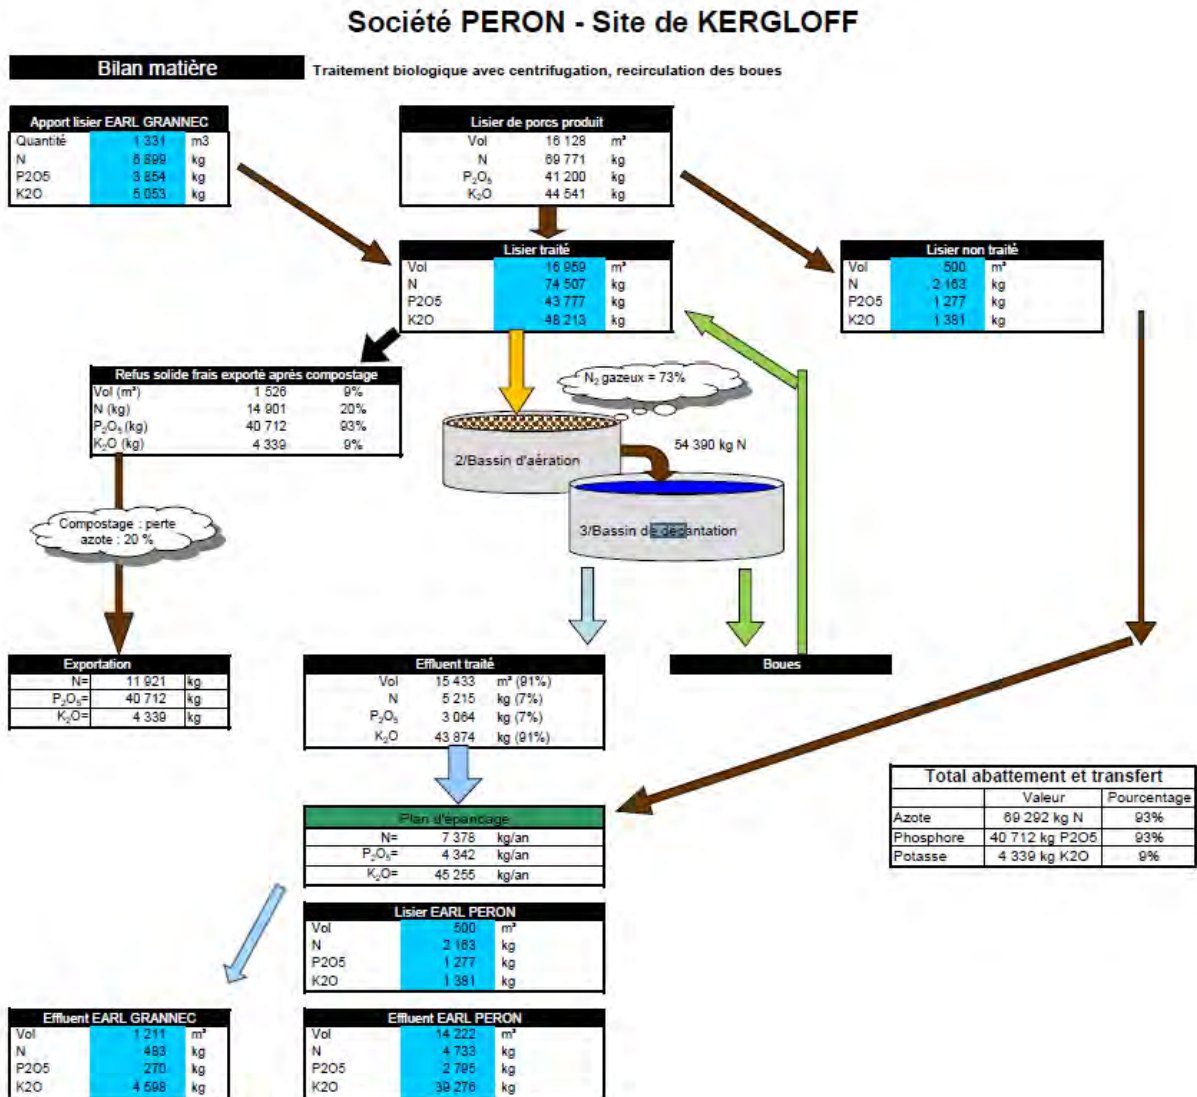 Société PERON - Site de KERGLOFF
Bilan matière
Traitement biologique avec centrifugation, recirculation des boues
Apport lisier EARL GRANNEC
Quantité 1 331 m3
N 6 899 kg
P2O5 3 854 kg
K2O 5 053 kg
Lisier de porcs produit
Vol 16 128 m³
N 69 771 kg
P₂O₅ 41 200 kg
K₂O 44 541 kg
Lisier traité
Vol 16 959 m³
N 74 507 kg
P2O5 43 777 kg
K2O 48 213 kg
Lisier non traité
Vol 500 m³
N 2 163 kg
P2O5 1 277 kg
K2O 1 381 kg
Refus solide frais exporté après compostage
Vol (m³) 1 526 9%
N (kg) 14 901 20%
P₂O₅ (kg) 40 712 93%
K₂O (kg) 4 339 9%
N₂ gazeux = 73%
54 390 kg N
2/Bassin d'aération
3/Bassin de décantation
Compostage : perte
azote : 20 %
Exportation
N= 11 921 kg
P₂O₅= 40 712 kg
K₂O= 4 339 kg
Effluent traité
Vol 15 433 m³ (91%)
N 5 215 kg (7%)
P₂O₅ 3 064 kg (7%)
K₂O 43 874 kg (91%)
Boues
Plan d'épandage
N= 7 378 kg/an
P₂O₅= 4 342 kg/an
K₂O= 45 255 kg/an
Total abattement et transfert
Valeur Pourcentage
Azote 69 292 kg N 93%
Phosphore 40 712 kg P2O5 93%
Potasse 4 339 kg K2O 9%
Lisier EARL PERON
Vol 500 m³
N 2 163 kg
P2O5 1 277 kg
K2O 1 381 kg
Effluent EARL GRANNEC
Vol 1 211 m³
N 483 kg
P2O5 270 kg
K2O 4 598 kg
Effluent EARL PERON
Vol 14 222 m³
N 4 733 kg
P2O5 2 795 kg
K2O 39 276 kg